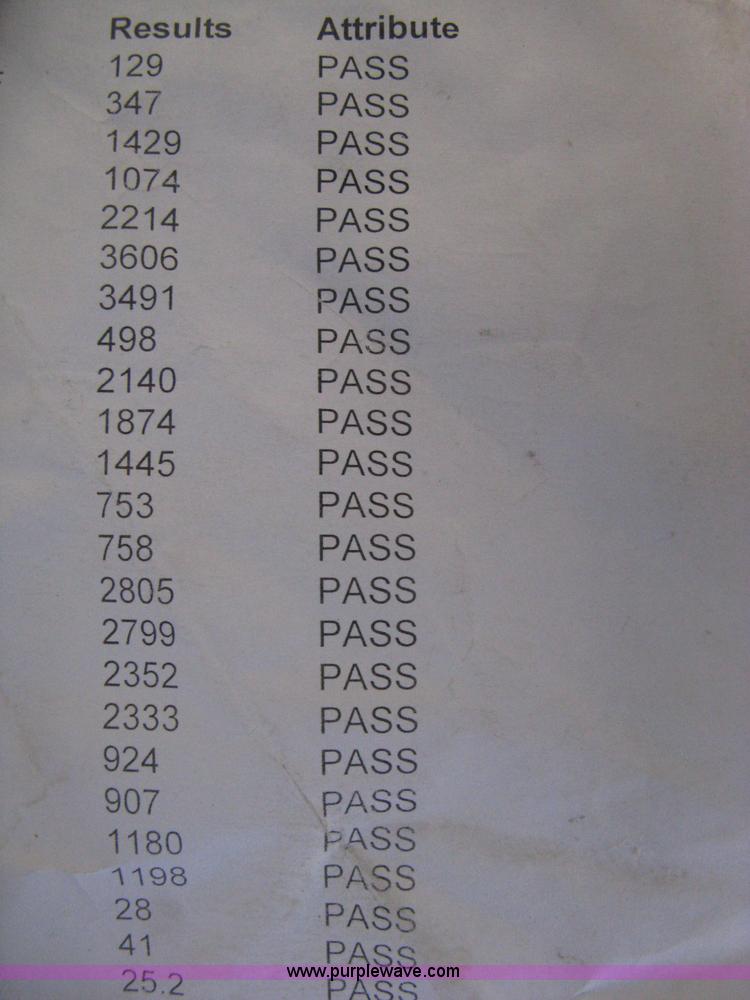 Results Attribute
129 PASS
347 PASS
1429 PASS
1074 PASS
2214 PASS
3606 PASS
3491 PASS
498 PASS
2140 PASS
1874 PASS
1445 PASS
753 PASS
758 PASS
2805 PASS
2799 PASS
2352 PASS
2333 PASS
924 PASS
907 PASS
1180 PASS
1198 PASS
28 PASS
41 PASS
www.purplewave.com
25.2 PASS